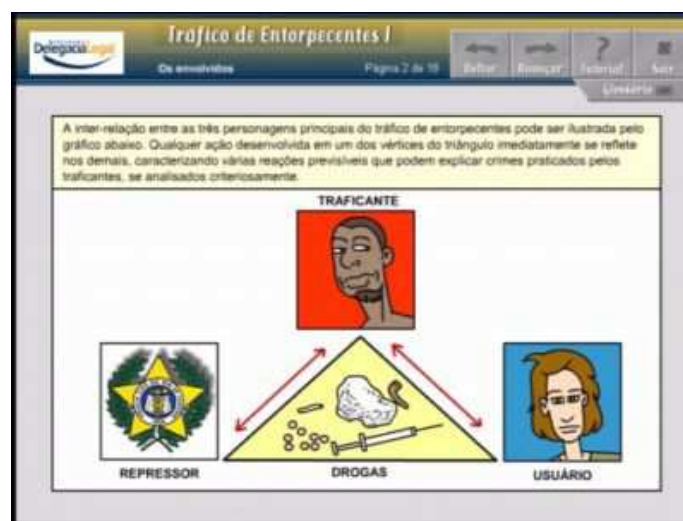 Delegacia Legal
Tráfico de Entorpecentes I
Os envolvidos
Página 2 de 18
Voltar
Avançar
Tutorial
Sair
Glossário
A inter-relação entre as três personagens principais do tráfico de entorpecentes pode ser ilustrada pelo
gráfico abaixo. Qualquer ação desenvolvida em um dos vértices do triângulo imediatamente se reflete
nos demais, caracterizando várias reações previsíveis que podem explicar crimes praticados pelos
traficantes, se analisados criteriosamente.
TRAFICANTE
REPRESSOR
DROGAS
USUÁRIO